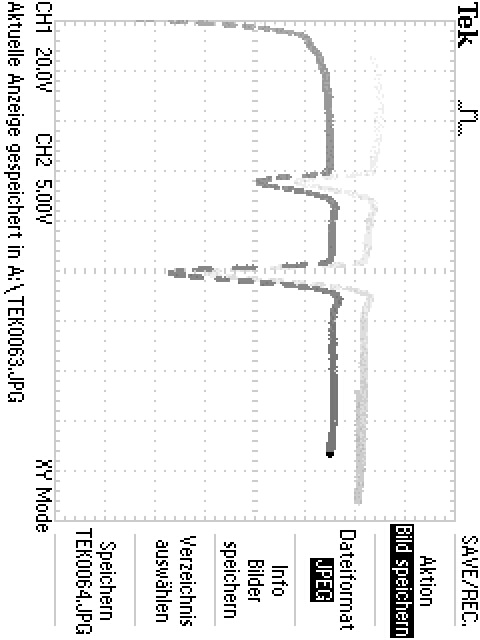 Tek
SAVE/REC.
Aktion
Bild speichern
Dateiformat
JPEG
Info
Bilder
speichern
Verzeichnis
auswählen
Speichern
TEK0064.JPG
CH1 20.0V CH2 5.00V XY Mode
Aktuelle Anzeige gespeichert in A:\TEK0063.JPG